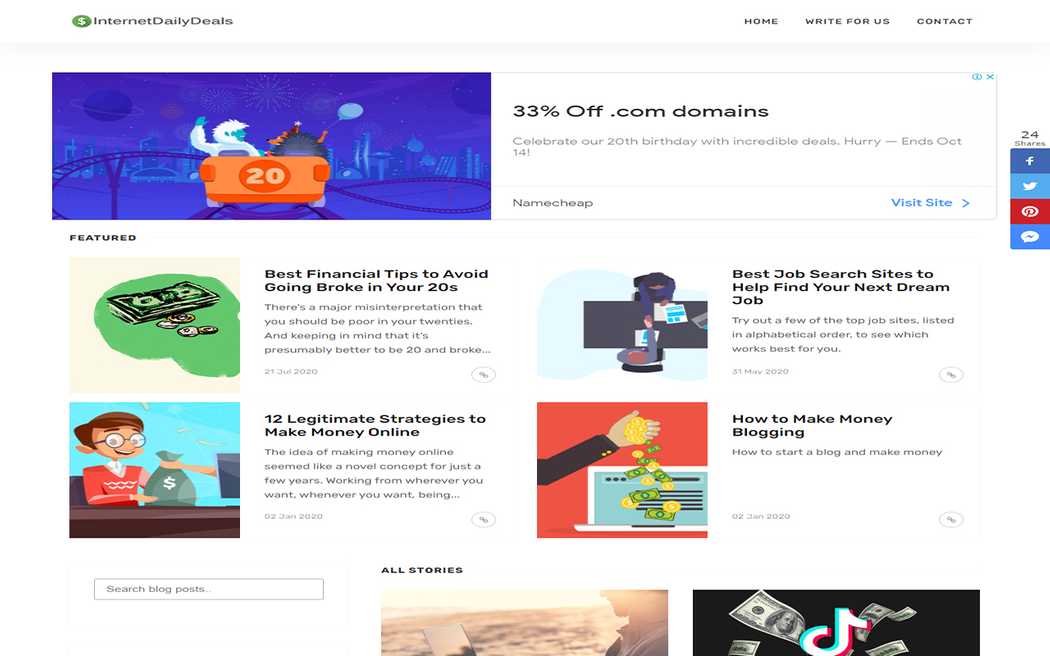 $InternetDailyDeals
HOME WRITE FOR US CONTACT
33% Off .com domains
Celebrate our 20th birthday with incredible deals. Hurry — Ends Oct
14!
Namecheap
Visit Site >
20
24
Shares
FEATURED
Best Financial Tips to Avoid
Going Broke in Your 20s
There's a major misinterpretation that
you should be poor in your twenties.
And keeping in mind that it's
presumably better to be 20 and broke...
21 Jul 2020
Best Job Search Sites to
Help Find Your Next Dream
Job
Try out a few of the top job sites, listed
in alphabetical order, to see which
works best for you.
31 May 2020
12 Legitimate Strategies to
Make Money Online
The idea of making money online
seemed like a novel concept for just a
few years. Working from wherever you
want, whenever you want, being...
02 Jan 2020
How to Make Money
Blogging
How to start a blog and make money
02 Jan 2020
Search blog posts..
ALL STORIES